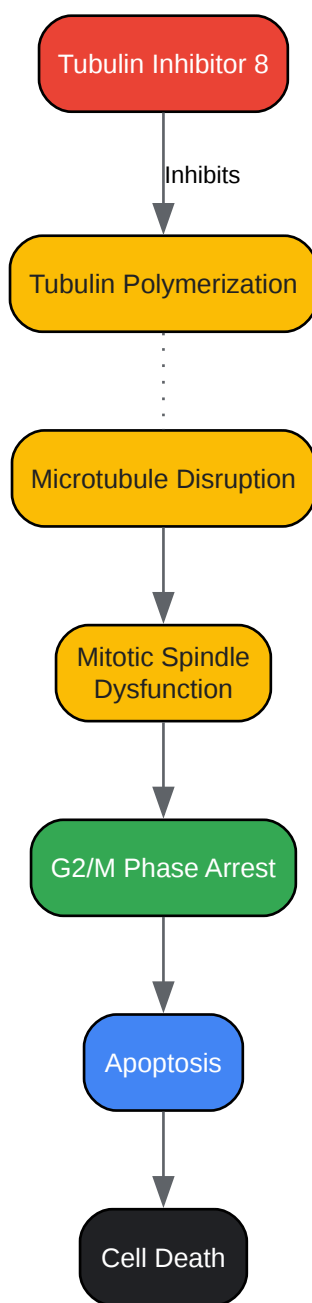 Tubulin Inhibitor 8
Inhibits
Tubulin Polymerization
Microtubule Disruption
Mitotic Spindle
Dysfunction
G2/M Phase Arrest
Apoptosis
Cell Death